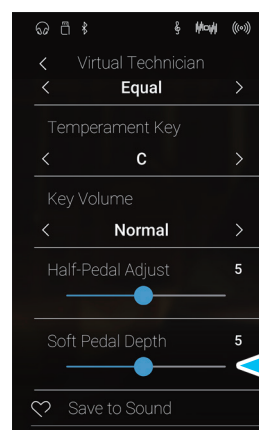 Virtual Technician
Equal
Temperament Key
C
Key Volume
Normal
Half-Pedal Adjust 5
Soft Pedal Depth 5
Save to Sound